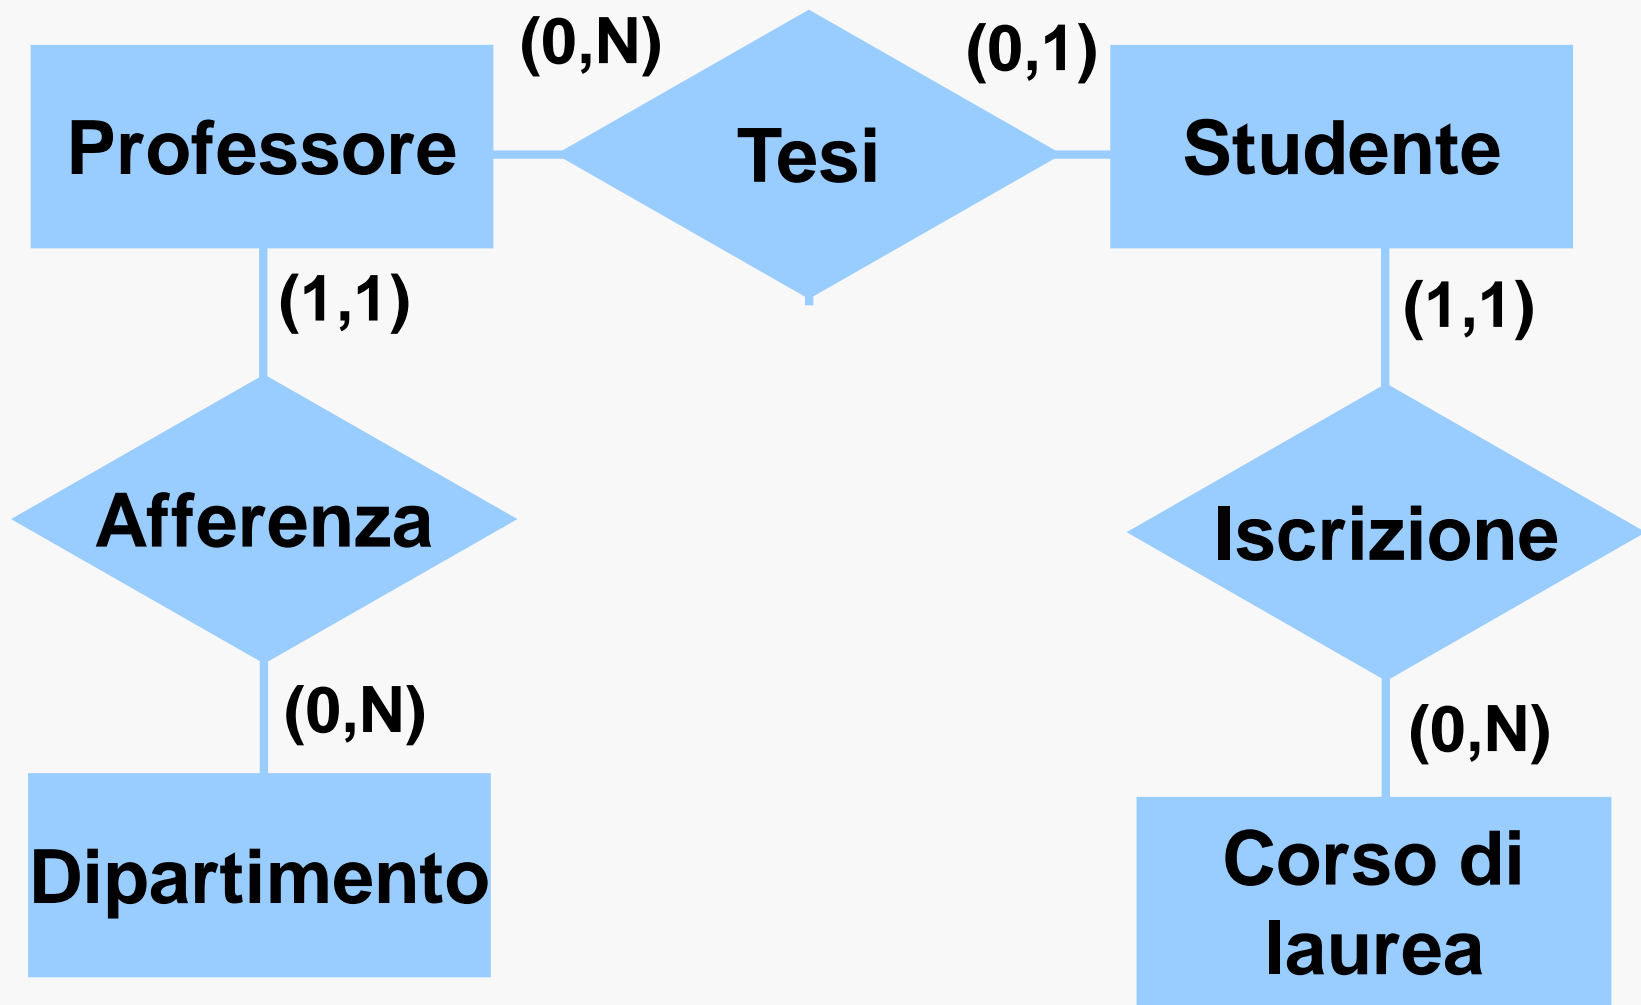 (0,N)
(0,1)
Professore
Tesi
Studente
(1,1)
(1,1)
Afferenza
Iscrizione
(0,N)
(0,N)
Dipartimento
Corso di
laurea